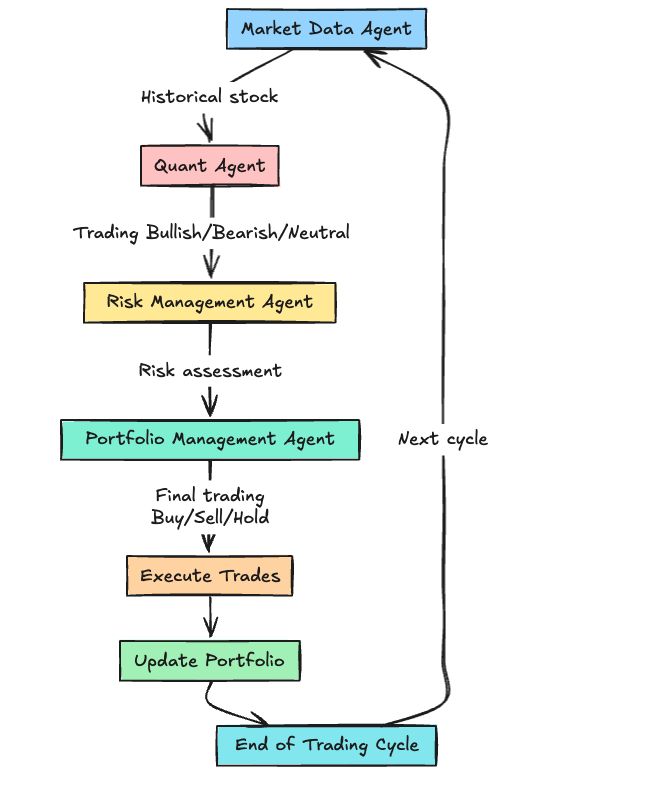 Market Data Agent
Historical stock
Quant Agent
Trading Bullish/Bearish/Neutral
Risk Management Agent
Risk assessment
Portfolio Management Agent
Next cycle
Final trading
Buy/Sell/Hold
Execute Trades
Update Portfolio
End of Trading Cycle